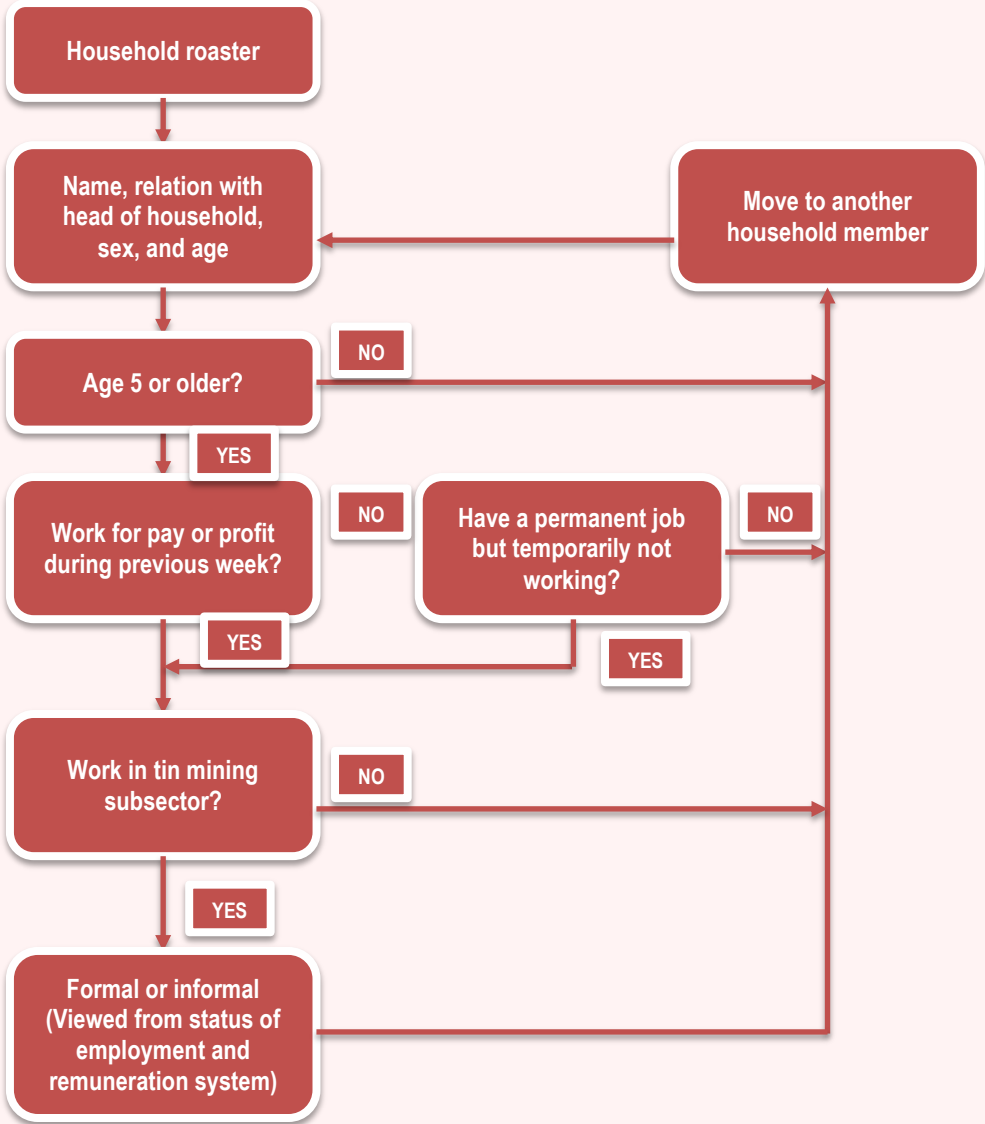 Household roaster
Name, relation with
head of household,
sex, and age
Move to another
household member
NO
Age 5 or older?
YES
Work for pay or profit
during previous week?
NO
Have a permanent job
but temporarily not
working?
NO
YES
YES
Work in tin mining
subsector?
NO
YES
Formal or informal
(Viewed from status of
employment and
remuneration system)